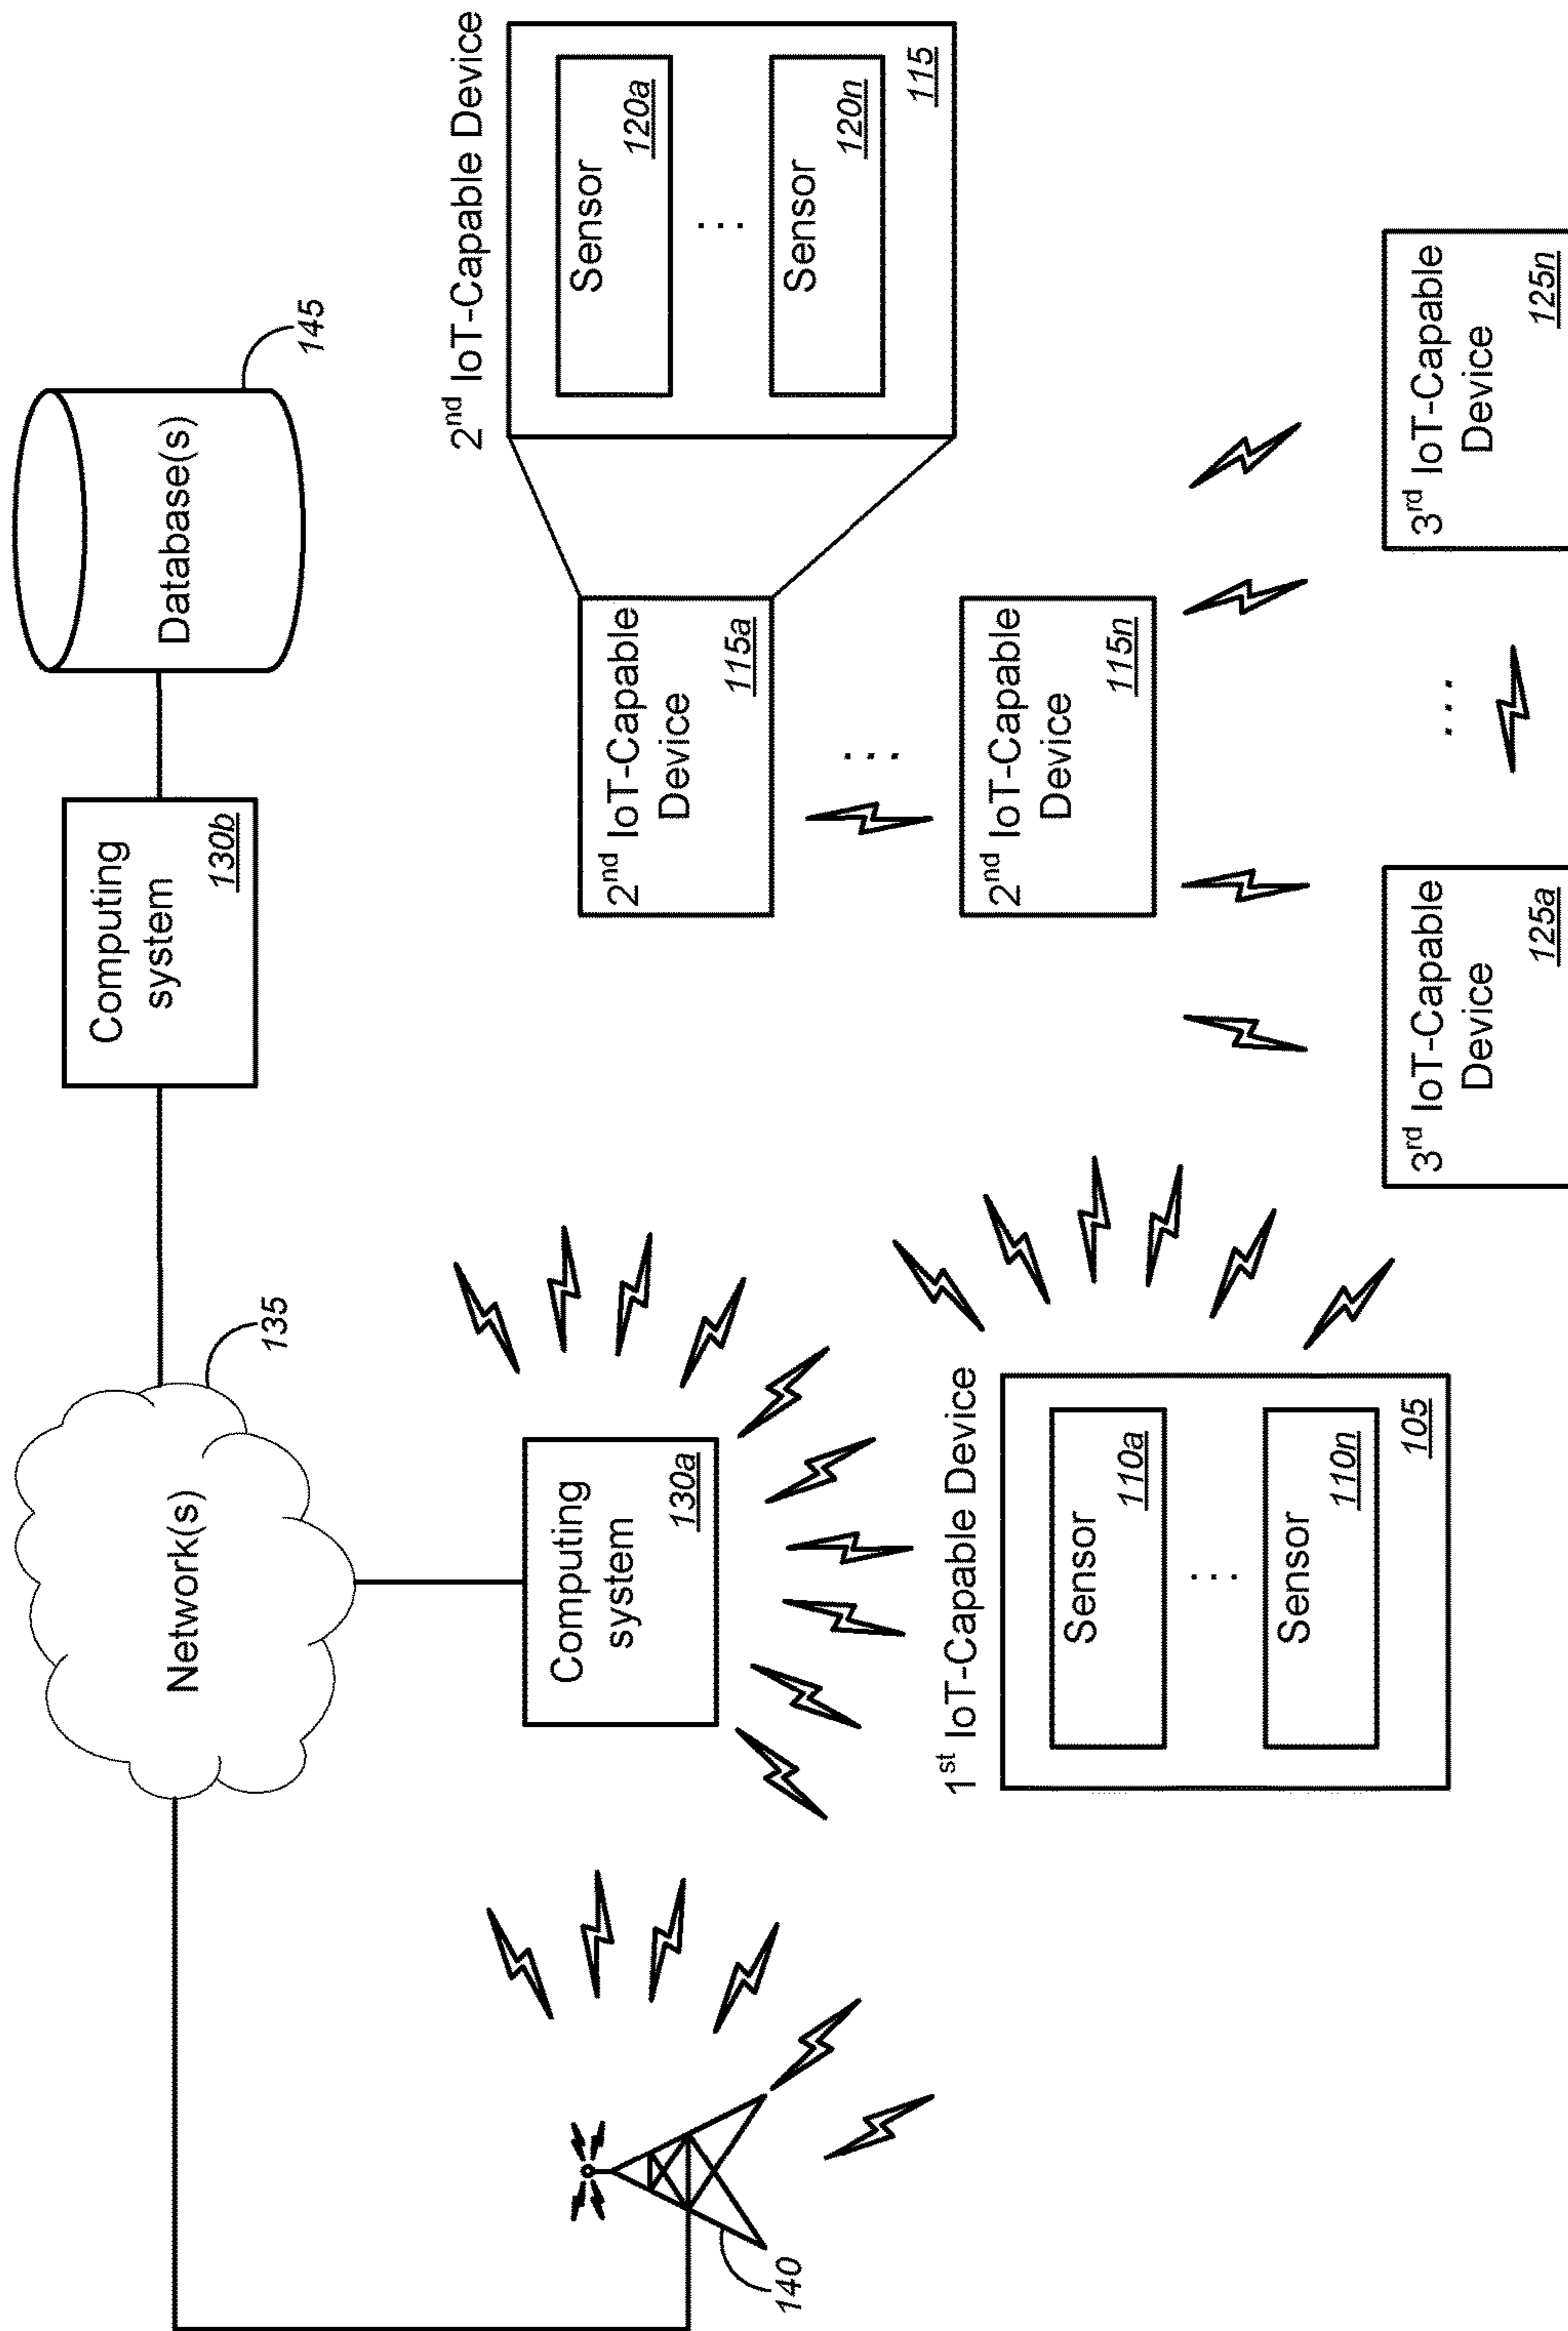 Network(s)
135
Computing
system
130b
Database(s)
145
140
Computing
system
130a
2nd IoT-Capable Device
Sensor
120a
. . .
Sensor
120n
115
2nd IoT-Capable
Device
115a
. . .
2nd IoT-Capable
Device
115n
1st IoT-Capable Device
Sensor
110a
. . .
Sensor
110n
105
3rd IoT-Capable
Device
125a
. . .
3rd IoT-Capable
Device
125n